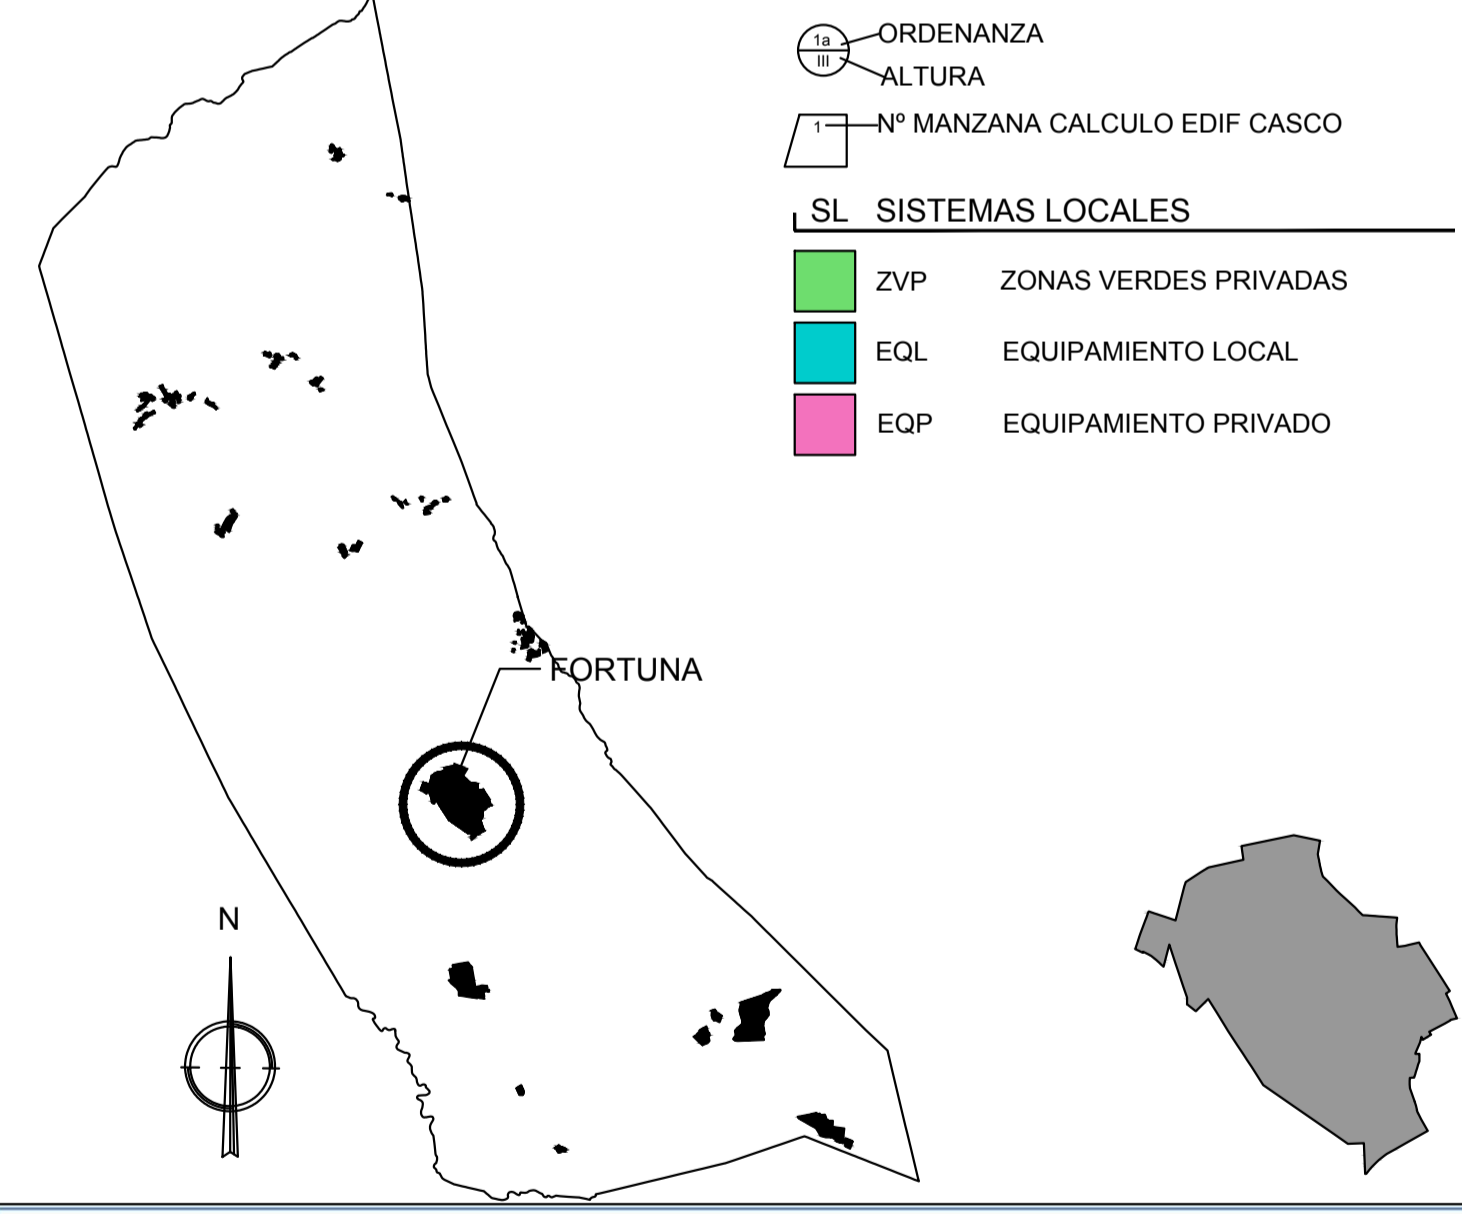 1a ORDENANZA
III ALTURA
1 Nº MANZANA CALCULO EDIF CASCO
SL SISTEMAS LOCALES
ZVP ZONAS VERDES PRIVADAS
EQL EQUIPAMIENTO LOCAL
EQP EQUIPAMIENTO PRIVADO
FORTUNA
N